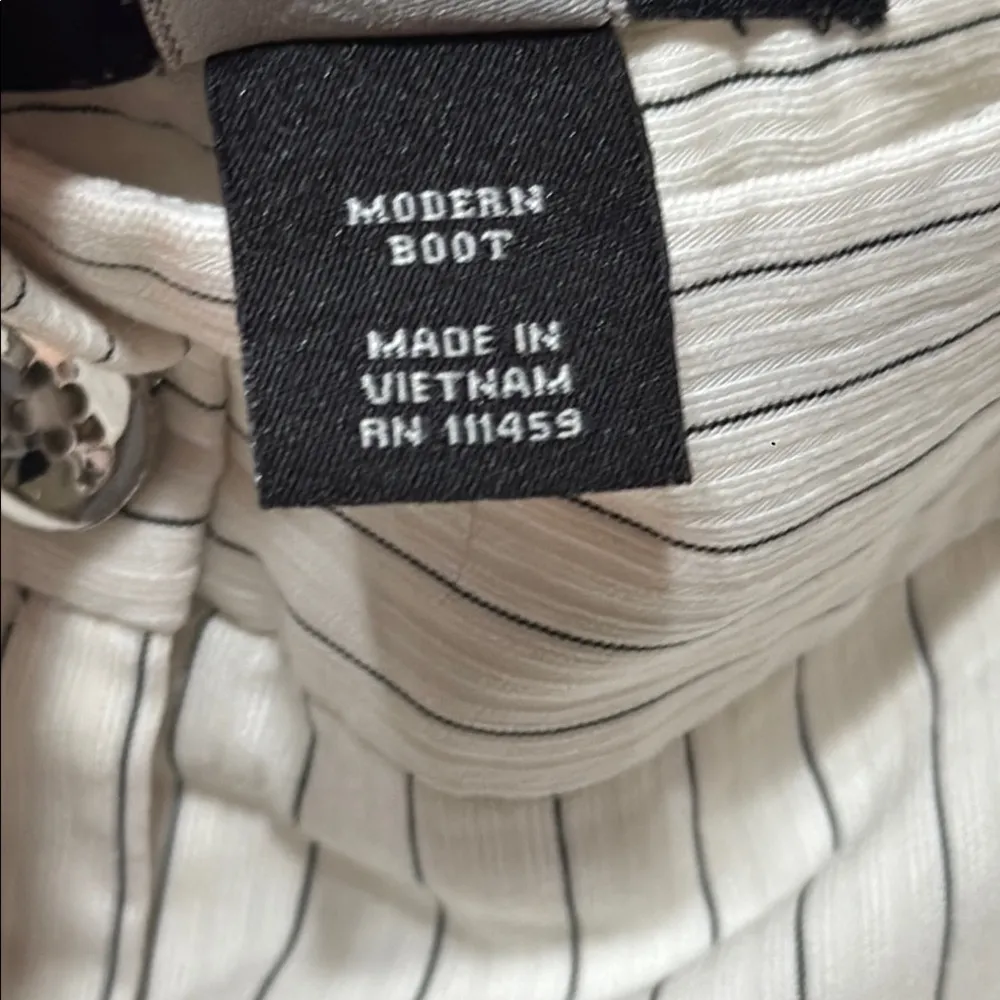 MODERN
BOOT
MADE IN
VIETNAM
RN 111459